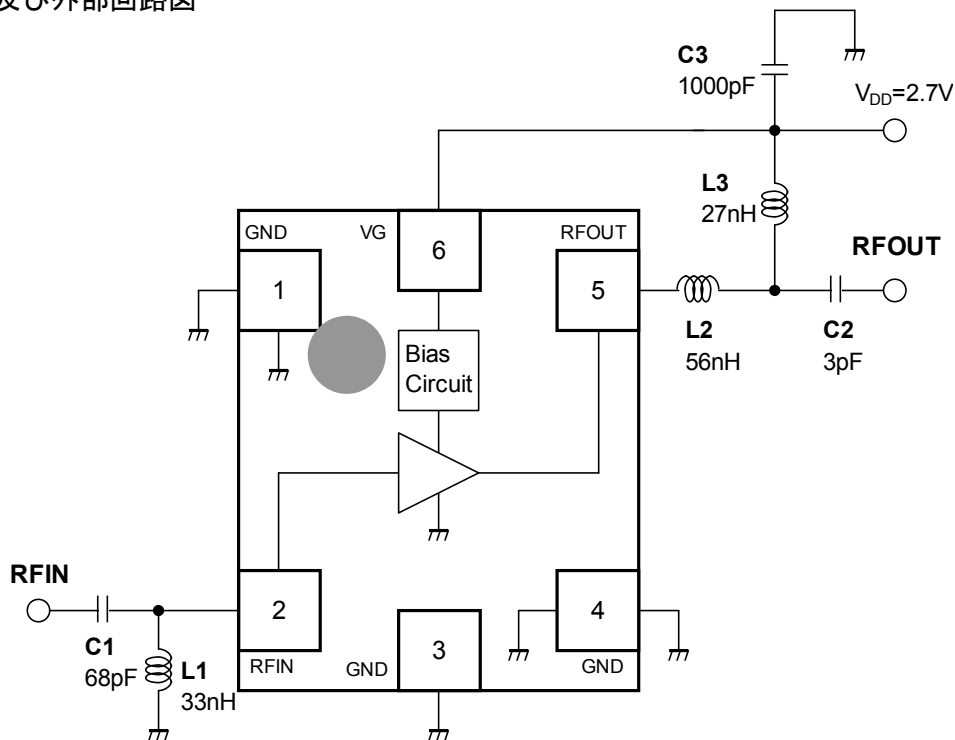 及び外部回路図
C3
1000pF
VDD=2.7V
L3
27nH
RFOUT
GND
VG
RFOUT
6
1
5
L2
56nH
C2
3pF
Bias
Circuit
RFIN
C1
68pF
L1
33nH
2
RFIN
GND
3
4
GND